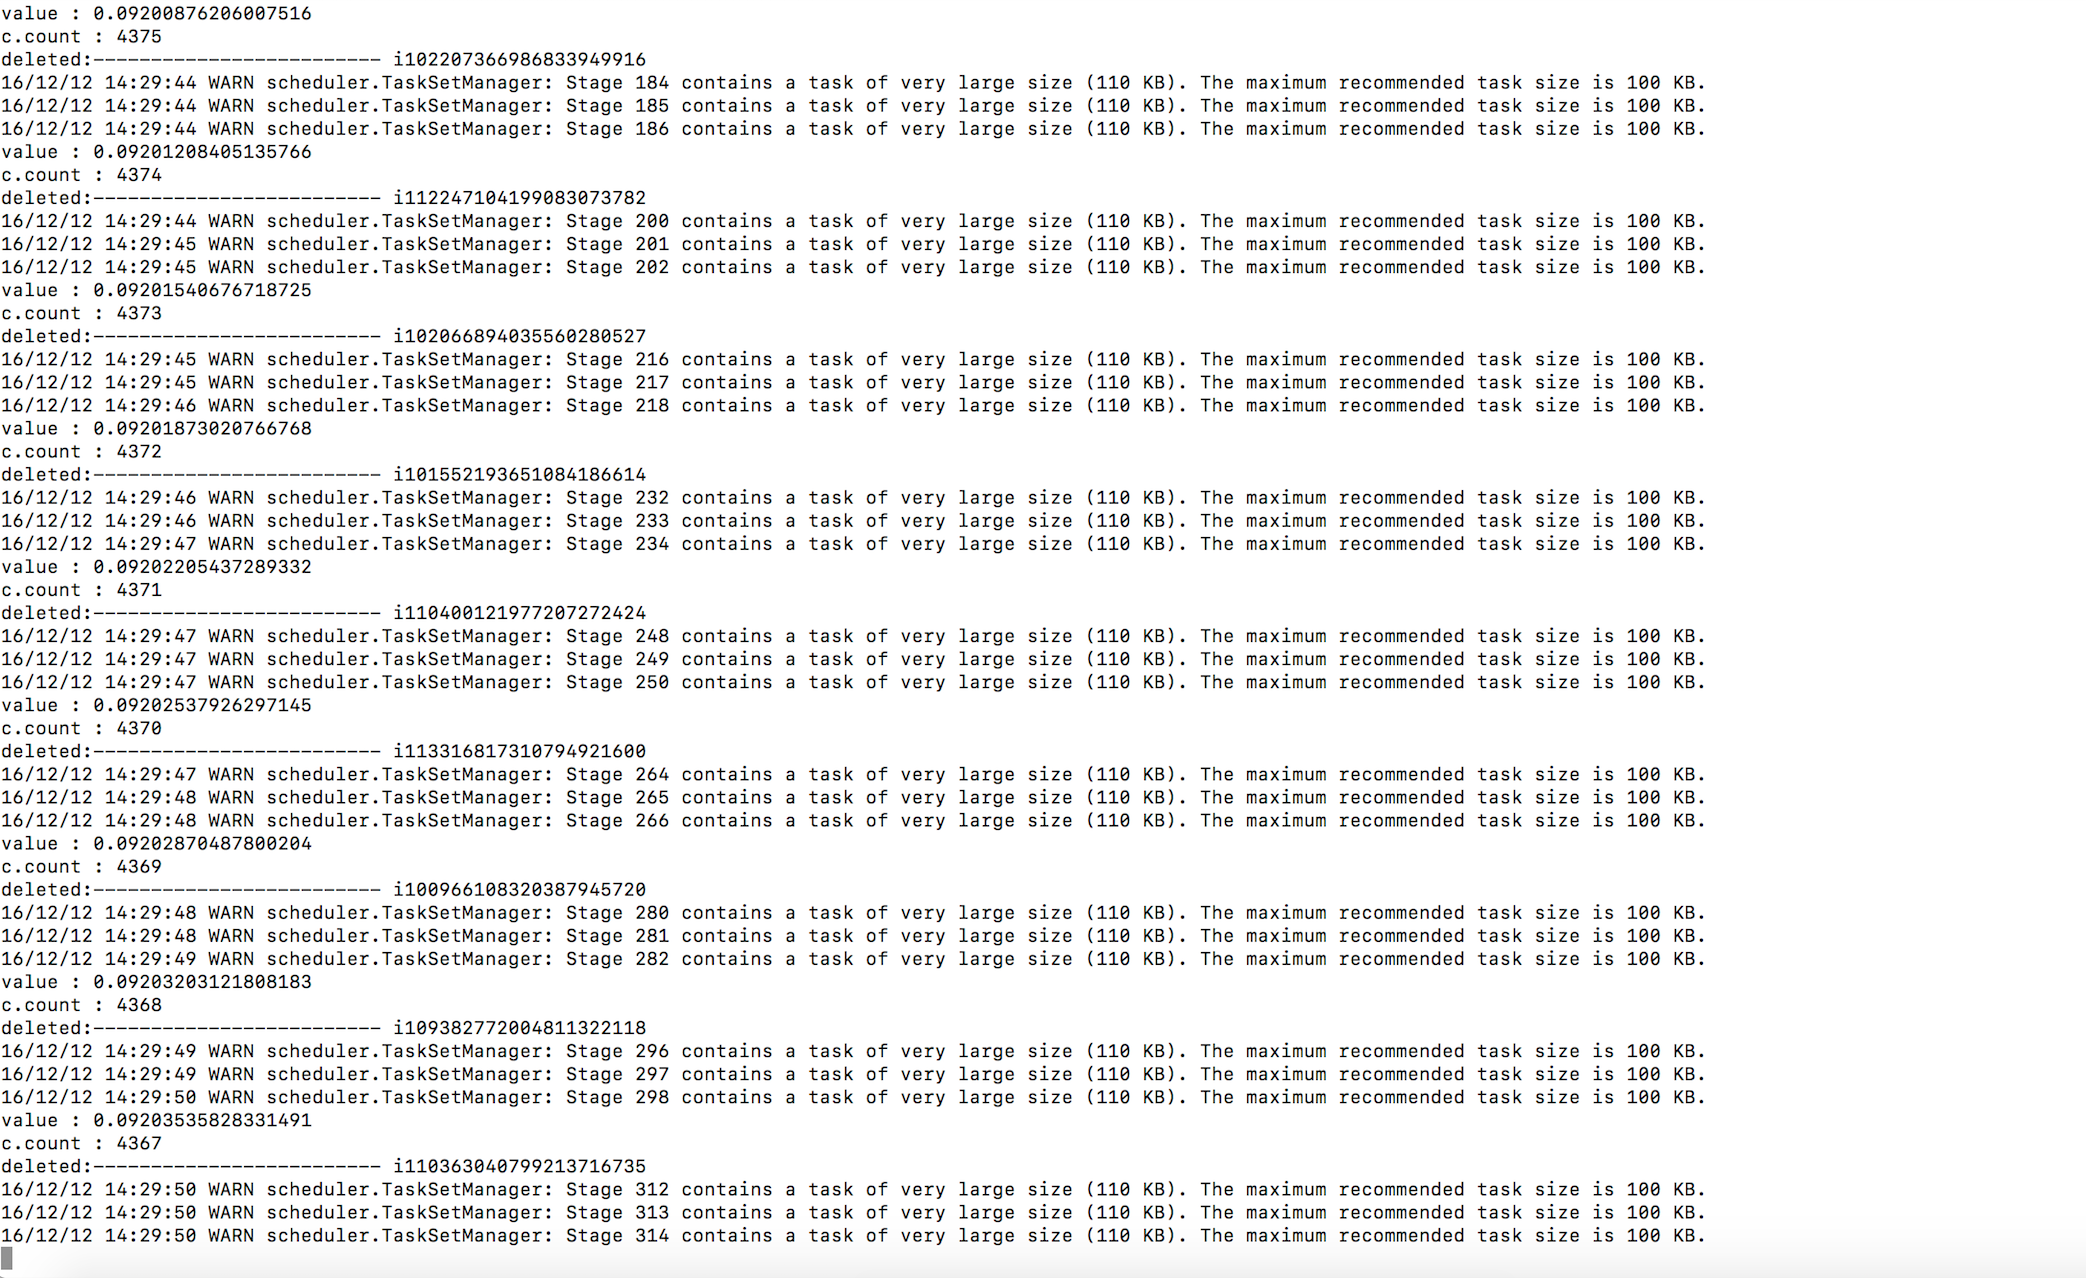 value : 0.09200876206007516
c.count : 4375
deleted:------------------------- i102207366986833949916
16/12/12 14:29:44 WARN scheduler.TaskSetManager: Stage 184 contains a task of very large size (110 KB). The maximum recommended task size is 100 KB.
16/12/12 14:29:44 WARN scheduler.TaskSetManager: Stage 185 contains a task of very large size (110 KB). The maximum recommended task size is 100 KB.
16/12/12 14:29:44 WARN scheduler.TaskSetManager: Stage 186 contains a task of very large size (110 KB). The maximum recommended task size is 100 KB.
value : 0.09201208405135766
c.count : 4374
deleted:------------------------- i112247104199083073782
16/12/12 14:29:44 WARN scheduler.TaskSetManager: Stage 200 contains a task of very large size (110 KB). The maximum recommended task size is 100 KB.
16/12/12 14:29:45 WARN scheduler.TaskSetManager: Stage 201 contains a task of very large size (110 KB). The maximum recommended task size is 100 KB.
16/12/12 14:29:45 WARN scheduler.TaskSetManager: Stage 202 contains a task of very large size (110 KB). The maximum recommended task size is 100 KB.
value : 0.09201540676718725
c.count : 4373
deleted:------------------------- i102066894035560280527
16/12/12 14:29:45 WARN scheduler.TaskSetManager: Stage 216 contains a task of very large size (110 KB). The maximum recommended task size is 100 KB.
16/12/12 14:29:45 WARN scheduler.TaskSetManager: Stage 217 contains a task of very large size (110 KB). The maximum recommended task size is 100 KB.
16/12/12 14:29:46 WARN scheduler.TaskSetManager: Stage 218 contains a task of very large size (110 KB). The maximum recommended task size is 100 KB.
value : 0.09201873020766768
c.count : 4372
deleted:------------------------- i101552193651084186614
16/12/12 14:29:46 WARN scheduler.TaskSetManager: Stage 232 contains a task of very large size (110 KB). The maximum recommended task size is 100 KB.
16/12/12 14:29:46 WARN scheduler.TaskSetManager: Stage 233 contains a task of very large size (110 KB). The maximum recommended task size is 100 KB.
16/12/12 14:29:47 WARN scheduler.TaskSetManager: Stage 234 contains a task of very large size (110 KB). The maximum recommended task size is 100 KB.
value : 0.09202205437289332
c.count : 4371
deleted:------------------------- i110400121977207272424
16/12/12 14:29:47 WARN scheduler.TaskSetManager: Stage 248 contains a task of very large size (110 KB). The maximum recommended task size is 100 KB.
16/12/12 14:29:47 WARN scheduler.TaskSetManager: Stage 249 contains a task of very large size (110 KB). The maximum recommended task size is 100 KB.
16/12/12 14:29:47 WARN scheduler.TaskSetManager: Stage 250 contains a task of very large size (110 KB). The maximum recommended task size is 100 KB.
value : 0.09202537926297145
c.count : 4370
deleted:------------------------- i113316817310794921600
16/12/12 14:29:47 WARN scheduler.TaskSetManager: Stage 264 contains a task of very large size (110 KB). The maximum recommended task size is 100 KB.
16/12/12 14:29:48 WARN scheduler.TaskSetManager: Stage 265 contains a task of very large size (110 KB). The maximum recommended task size is 100 KB.
16/12/12 14:29:48 WARN scheduler.TaskSetManager: Stage 266 contains a task of very large size (110 KB). The maximum recommended task size is 100 KB.
value : 0.09202870487800204
c.count : 4369
deleted:------------------------- i100966108320387945720
16/12/12 14:29:48 WARN scheduler.TaskSetManager: Stage 280 contains a task of very large size (110 KB). The maximum recommended task size is 100 KB.
16/12/12 14:29:48 WARN scheduler.TaskSetManager: Stage 281 contains a task of very large size (110 KB). The maximum recommended task size is 100 KB.
16/12/12 14:29:49 WARN scheduler.TaskSetManager: Stage 282 contains a task of very large size (110 KB). The maximum recommended task size is 100 KB.
value : 0.09203203121808183
c.count : 4368
deleted:------------------------- i109382772004811322118
16/12/12 14:29:49 WARN scheduler.TaskSetManager: Stage 296 contains a task of very large size (110 KB). The maximum recommended task size is 100 KB.
16/12/12 14:29:49 WARN scheduler.TaskSetManager: Stage 297 contains a task of very large size (110 KB). The maximum recommended task size is 100 KB.
16/12/12 14:29:50 WARN scheduler.TaskSetManager: Stage 298 contains a task of very large size (110 KB). The maximum recommended task size is 100 KB.
value : 0.09203535828331491
c.count : 4367
deleted:------------------------- i110363040799213716735
16/12/12 14:29:50 WARN scheduler.TaskSetManager: Stage 312 contains a task of very large size (110 KB). The maximum recommended task size is 100 KB.
16/12/12 14:29:50 WARN scheduler.TaskSetManager: Stage 313 contains a task of very large size (110 KB). The maximum recommended task size is 100 KB.
16/12/12 14:29:50 WARN scheduler.TaskSetManager: Stage 314 contains a task of very large size (110 KB). The maximum recommended task size is 100 KB.